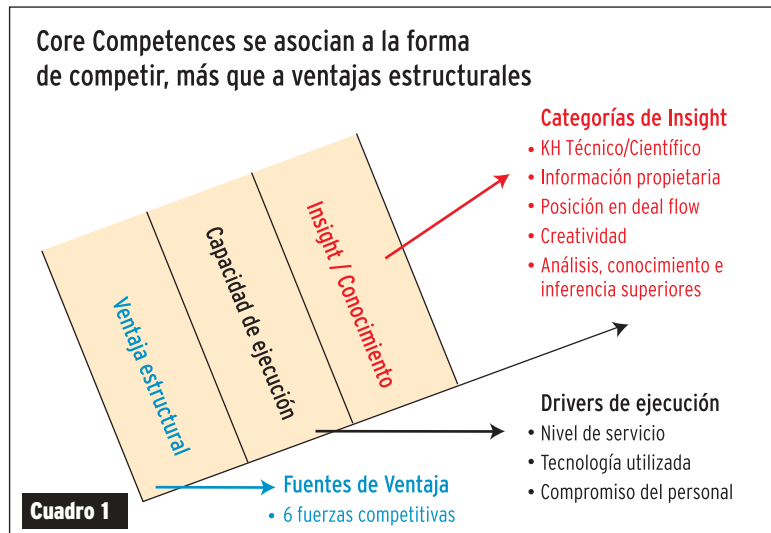 Core Competences se asocian a la forma
de competir, más que a ventajas estructurales
Ventaja estructural
Capacidad de ejecución
Insight / Conocimiento
Categorías de Insight
• KH Técnico/Científico
• Información propietaria
• Posición en deal flow
• Creatividad
• Análisis, conocimiento e
inferencia superiores
Drivers de ejecución
• Nivel de servicio
• Tecnología utilizada
• Compromiso del personal
Fuentes de Ventaja
• 6 fuerzas competitivas
Cuadro 1